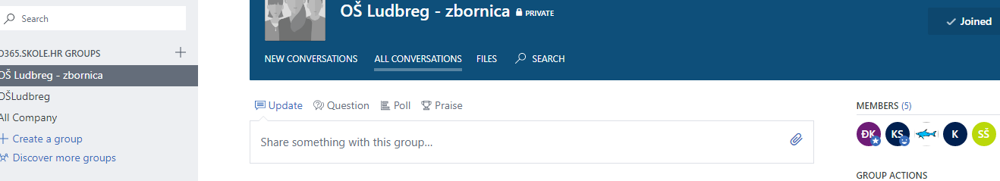 Search
O365.SKOLE.HR GROUPS
OŠ Ludbreg - zbornica
OŠLudbreg
All Company
Create a group
Discover more groups
OŠ Ludbreg - zbornica PRIVATE
Joined
NEW CONVERSATIONS ALL CONVERSATIONS FILES SEARCH
Update Question Poll Praise
Share something with this group...
MEMBERS (5)
ĐK KS K SŠ
GROUP ACTIONS